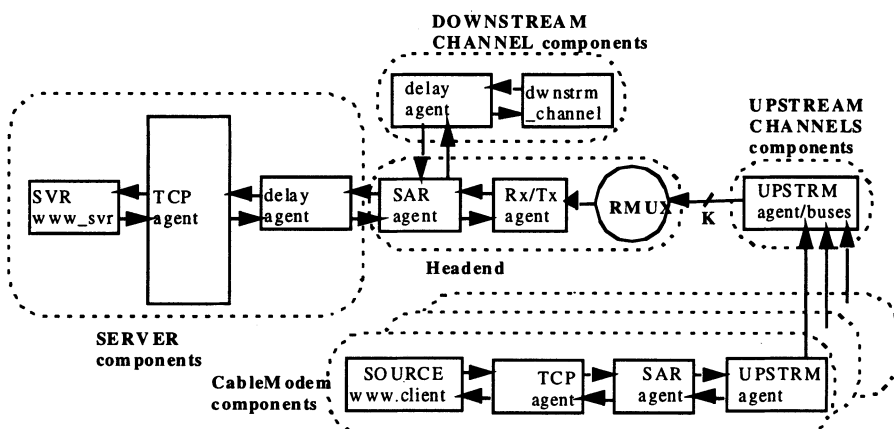 DOWNSTREAM
CHANNEL components
delay
agent
dwnstrm
_channel
UPSTREAM
CHANNELS
components
SVR
www_svr
TCP
agent
delay
agent
SAR
agent
Rx/Tx
agent
RMUX
K
UPSTRM
agent/buses
Headend
SERVER
components
CableModem
components
SOURCE
www.client
TCP
agent
SAR
agent
UPSTRM
agent